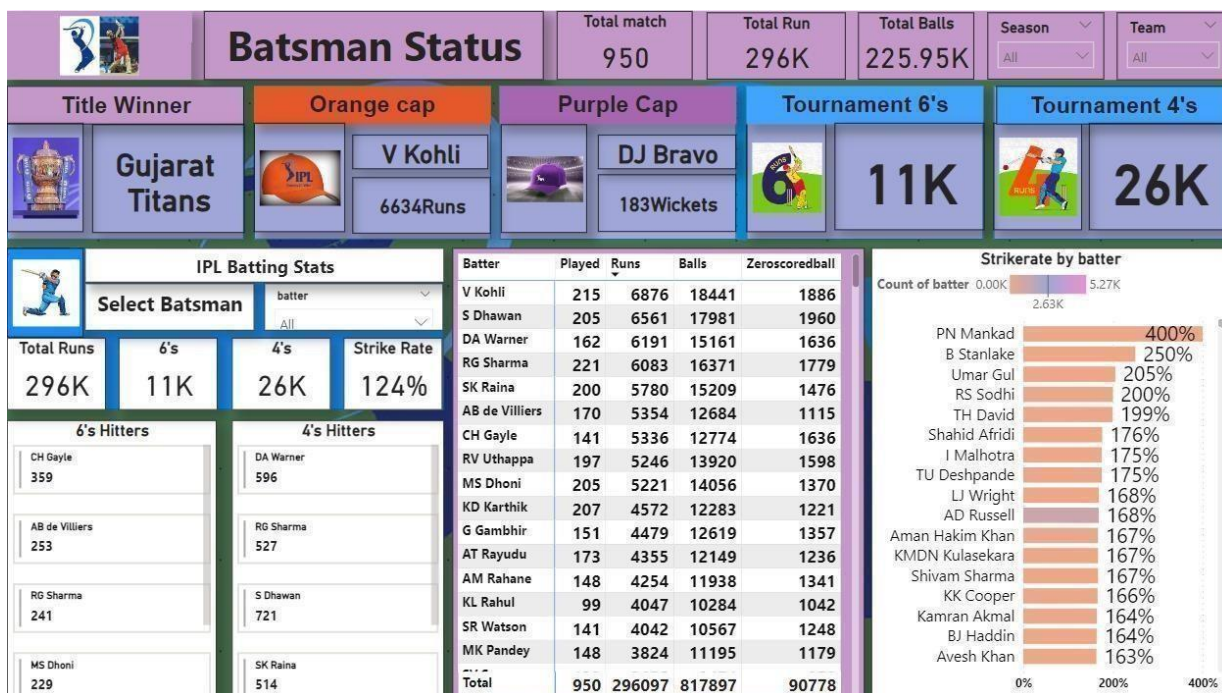 Batsman Status
Total match
950
Total Run
296K
Total Balls
225.95K
Season
All
Team
All
Title Winner
Gujarat
Titans
Orange cap
IPL
V Kohli
6634Runs
Purple Cap
DJ Bravo
183Wickets
Tournament 6's
6
RUNS
11K
Tournament 4's
4
RUNS
26K
IPL Batting Stats
Select Batsman
batter
All
Total Runs
296K
6's
11K
4's
26K
Strike Rate
124%
6's Hitters
CH Gayle
359
AB de Villiers
253
RG Sharma
241
MS Dhoni
229
4's Hitters
DA Warner
596
RG Sharma
527
S Dhawan
721
SK Raina
514
Batter Played Runs Balls Zeroscoredball
V Kohli 215 6876 18441 1886
S Dhawan 205 6561 17981 1960
DA Warner 162 6191 15161 1636
RG Sharma 221 6083 16371 1779
SK Raina 200 5780 15209 1476
AB de Villiers 170 5354 12684 1115
CH Gayle 141 5336 12774 1636
RV Uthappa 197 5246 13920 1598
MS Dhoni 205 5221 14056 1370
KD Karthik 207 4572 12283 1221
G Gambhir 151 4479 12619 1357
AT Rayudu 173 4355 12149 1236
AM Rahane 148 4254 11938 1341
KL Rahul 99 4047 10284 1042
SR Watson 141 4042 10567 1248
MK Pandey 148 3824 11195 1179
Total 950 296097 817897 90778
Strikerate by batter
Count of batter 0.00K 5.27K
2.63K
PN Mankad 400%
B Stanlake 250%
Umar Gul 205%
RS Sodhi 200%
TH David 199%
Shahid Afridi 176%
I Malhotra 175%
TU Deshpande 175%
LJ Wright 168%
AD Russell 168%
Aman Hakim Khan 167%
KMDN Kulasekara 167%
Shivam Sharma 167%
KK Cooper 166%
Kamran Akmal 164%
BJ Haddin 164%
Avesh Khan 163%
0% 200% 400%